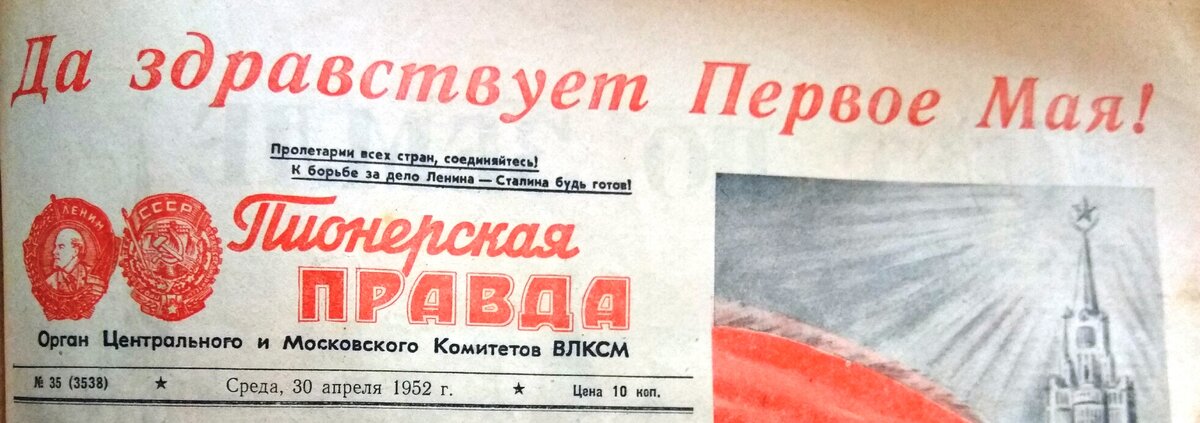 Да здравствует Первое Мая!
Пролетарии всех стран, соединяйтесь!
К борьбе за дело Ленина — Сталина будь готов!
ЛЕНИН
СССР
Пионерская
ПРАВДА
Орган Центрального и Московского Комитетов ВЛКСМ
№ 35 (3538) ★ Среда, 30 апреля 1952 г. ★ Цена 10 коп.